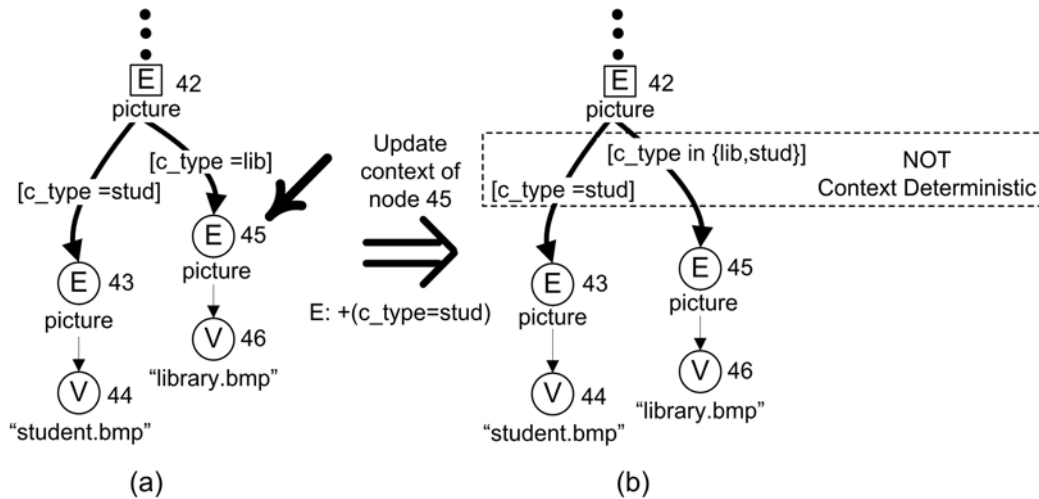 E 42
picture
[c_type =lib]
[c_type =stud]
E 45
picture
E 43
picture
V 46
"library.bmp"
V 44
"student.bmp"
(a)
Update
context of
node 45
E: +(c_type=stud)
E 42
picture
[c_type in {lib,stud}]
[c_type =stud]
NOT
Context Deterministic
E 45
picture
E 43
picture
V 46
"library.bmp"
V 44
"student.bmp"
(b)